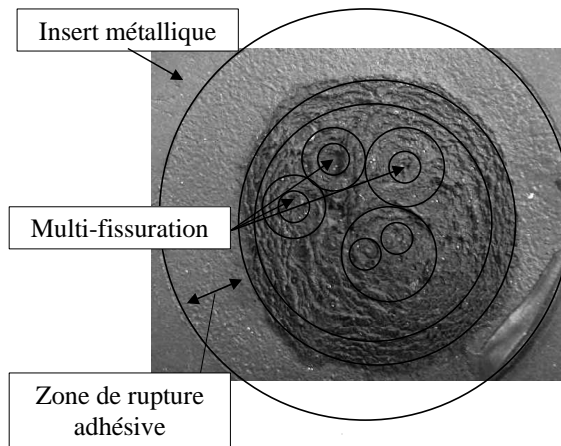 Insert métallique
Multi-fissuration
Zone de rupture
adhésive